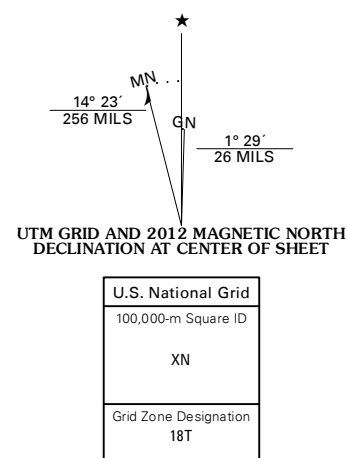 ★
MN
GN
14° 23´
256 MILS
1° 29´
26 MILS
UTM GRID AND 2012 MAGNETIC NORTH
DECLINATION AT CENTER OF SHEET
U.S. National Grid
100,000-m Square ID
XN
Grid Zone Designation
18T